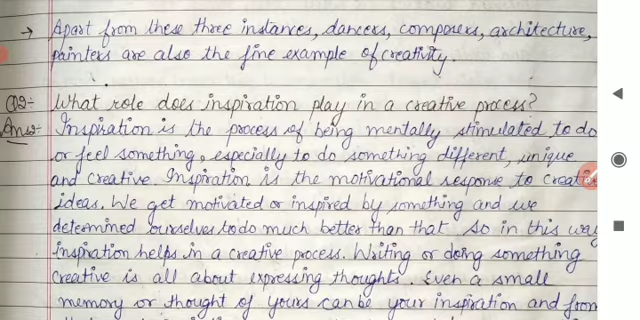 → Apart from these three instances, dancers, composers, architecture,
painters are also the fine example of creativity.
Q2:- What role does inspiration play in a creative process?
Ans:- Inspiration is the process of being mentally stimulated to do
or feel something, especially to do something different, unique
and creative. Inspiration is the motivational response to creative
ideas. We get motivated or inspired by something and we
determined ourselves to do much better than that so in this way
inspiration helps in a creative process. Writing or doing something
creative is all about expressing thoughts. Even a small
memory or thought of yours can be your inspiration and from